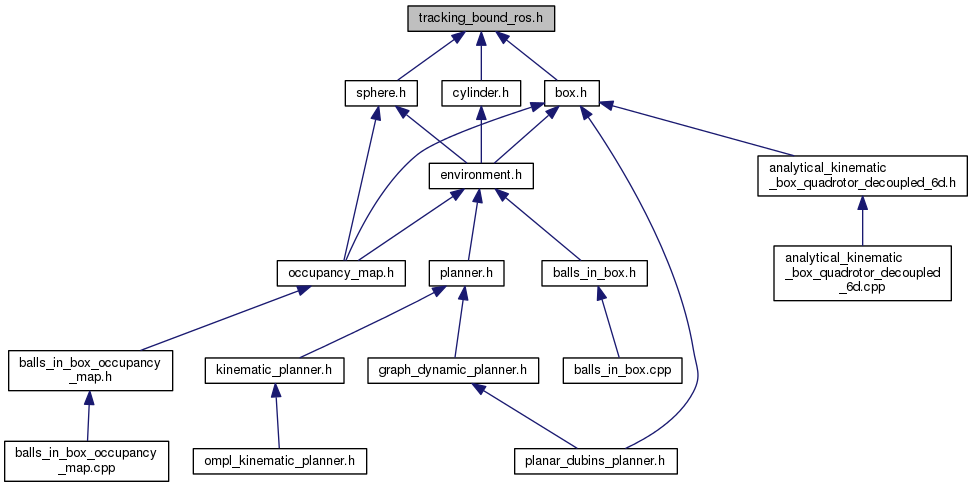 tracking_bound_ros.h
sphere.h
cylinder.h
box.h
environment.h
analytical_kinematic
_box_quadrotor_decoupled_6d.h
occupancy_map.h
planner.h
balls_in_box.h
analytical_kinematic
_box_quadrotor_decoupled
_6d.cpp
balls_in_box_occupancy
_map.h
kinematic_planner.h
graph_dynamic_planner.h
balls_in_box.cpp
balls_in_box_occupancy
_map.cpp
ompl_kinematic_planner.h
planar_dubins_planner.h